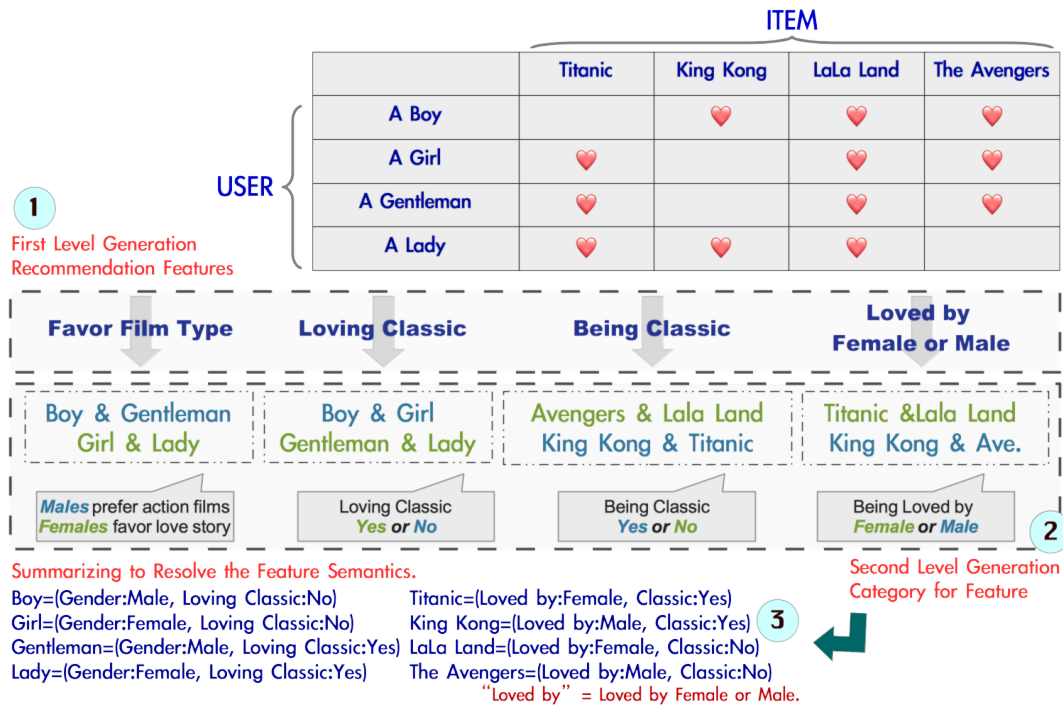 ITEM
Titanic King Kong LaLa Land The Avengers
A Boy
A Girl
USER
A Gentleman
A Lady
1
First Level Generation
Recommendation Features
Favor Film Type
Loving Classic
Being Classic
Loved by
Female or Male
Boy & Gentleman
Girl & Lady
Boy & Girl
Gentleman & Lady
Avengers & Lala Land
King Kong & Titanic
Titanic &Lala Land
King Kong & Ave.
Males prefer action films
Females favor love story
Loving Classic
Yes or No
Being Classic
Yes or No
Being Loved by
Female or Male
2
Second Level Generation
Category for Feature
Summarizing to Resolve the Feature Semantics.
Boy=(Gender:Male, Loving Classic:No)
Girl=(Gender:Female, Loving Classic:No)
Gentleman=(Gender:Male, Loving Classic:Yes)
Lady=(Gender:Female, Loving Classic:Yes)
Titanic=(Loved by:Female, Classic:Yes)
King Kong=(Loved by:Male, Classic:Yes)
LaLa Land=(Loved by:Female, Classic:No)
The Avengers=(Loved by:Male, Classic:No)
3
“Loved by” = Loved by Female or Male.